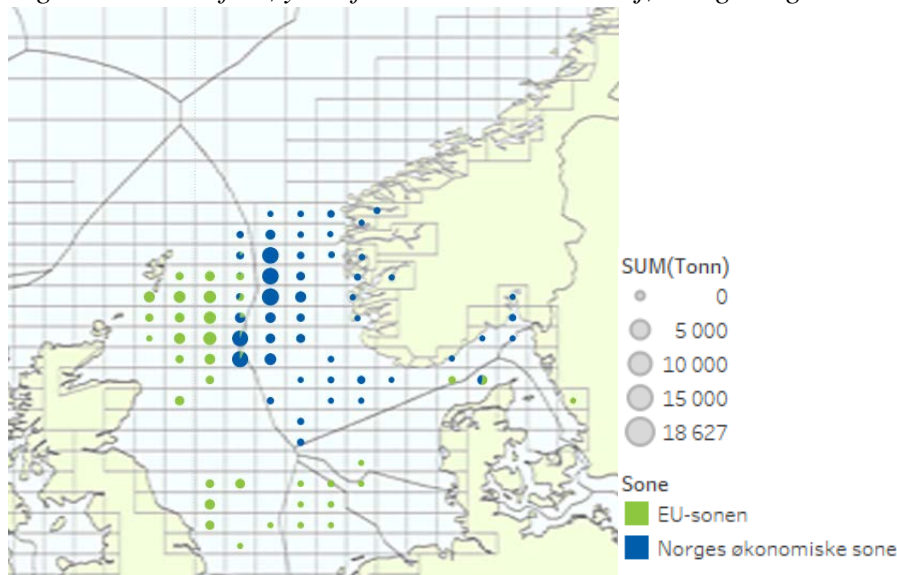 SUM(Tonn)
0
5 000
10 000
15 000
18 627
Sone
EU-sonen
Norges økonomiske sone